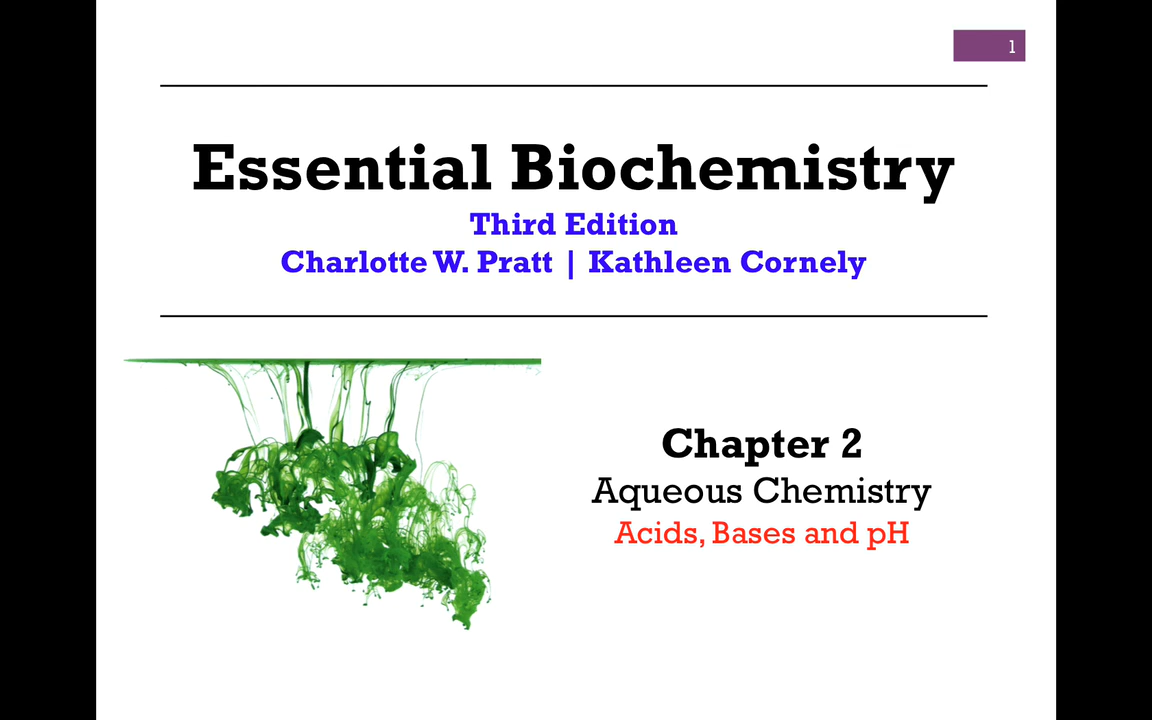 1
Essential Biochemistry
Third Edition
Charlotte W. Pratt | Kathleen Cornely
Chapter 2
Aqueous Chemistry
Acids, Bases and pH